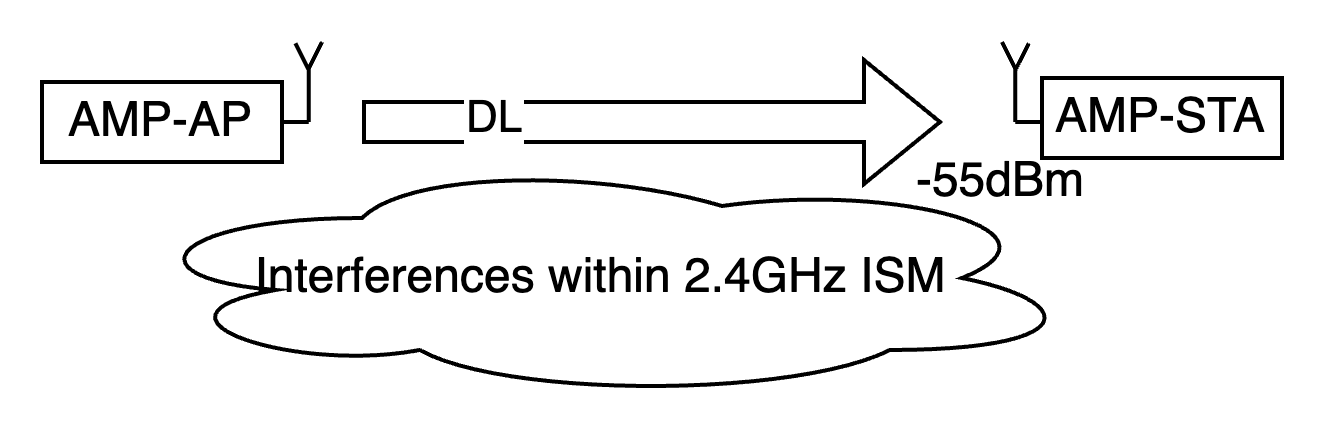 AMP-AP
DL
AMP-STA
-55dBm
Interferences within 2.4GHz ISM